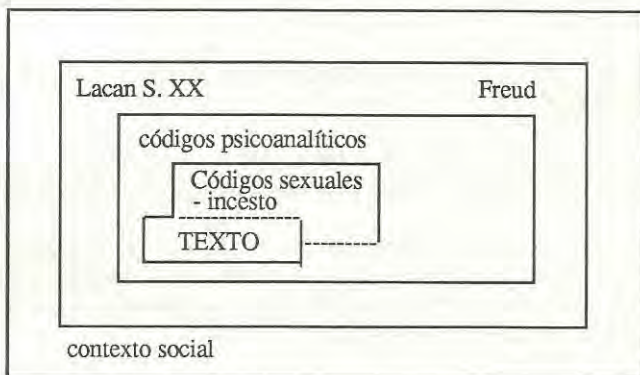 Lacan S. XX Freud
códigos psicoanalíticos
Códigos sexuales
- incesto
TEXTO
contexto social